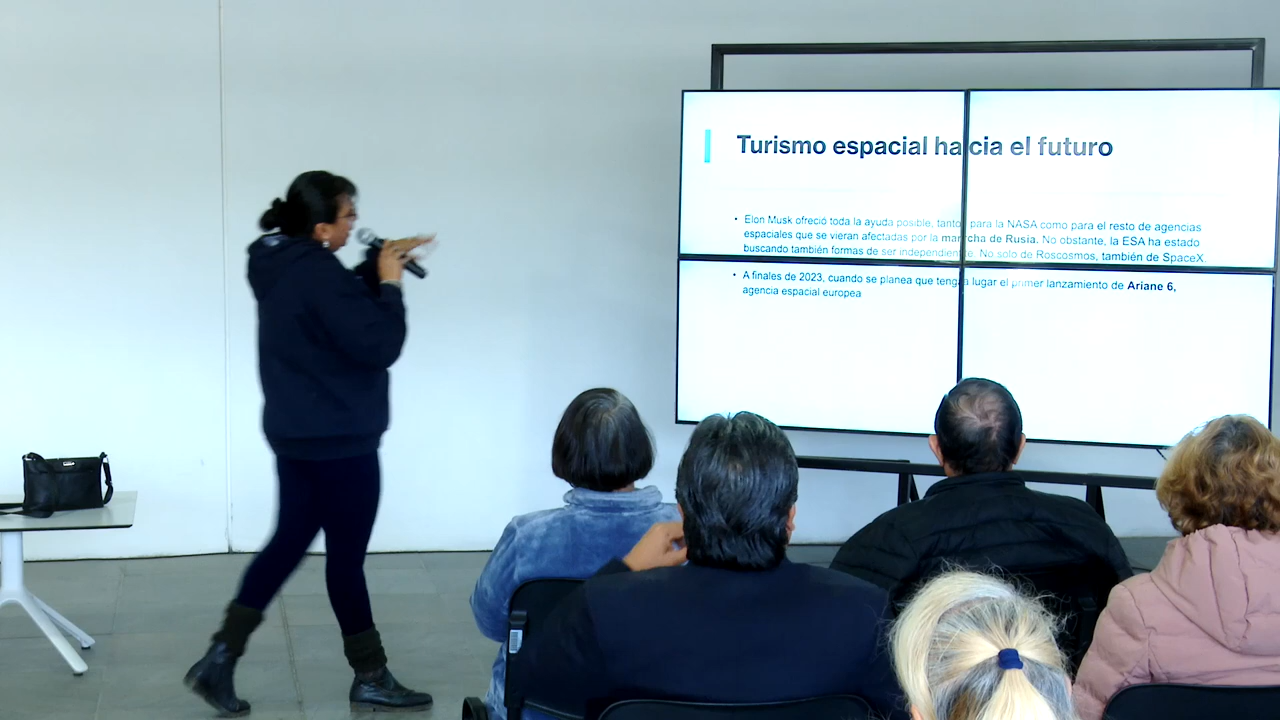 Turismo espacial hacia el futuro
• Elon Musk ofreció toda la ayuda posible, tanto para la NASA como para el resto de agencias
espaciales que se vieran afectadas por la marcha de Rusia. No obstante, la ESA ha estado
buscando también formas de ser independiente. No solo de Roscosmos, también de SpaceX.
• A finales de 2023, cuando se planea que tenga lugar el primer lanzamiento de Ariane 6,
agencia espacial europea